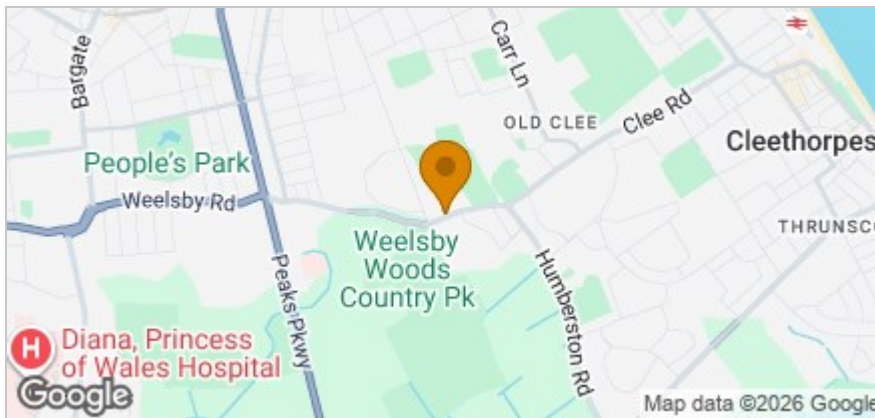 Bargate
Carr Ln
OLD CLEE
Clee Rd
Cleethorpes
People's Park
Weelsby Rd
THRUNSCO
Weelsby
Woods
Country Pk
Peaks Pkwy
Humberston Rd
H
Diana, Princess
of Wales Hospital
Google
Map data ©2026 Google